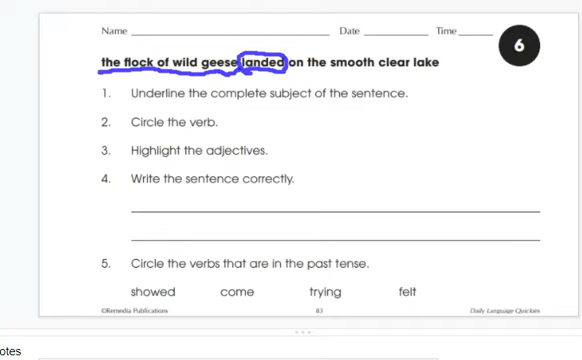 Name Date Time
6
the flock of wild geese landed on the smooth clear lake
1. Underline the complete subject of the sentence.
2. Circle the verb.
3. Highlight the adjectives.
4. Write the sentence correctly.
5. Circle the verbs that are in the past tense.
showed come trying felt
©Remedia Publications 83 Daily Language Quickies
otes